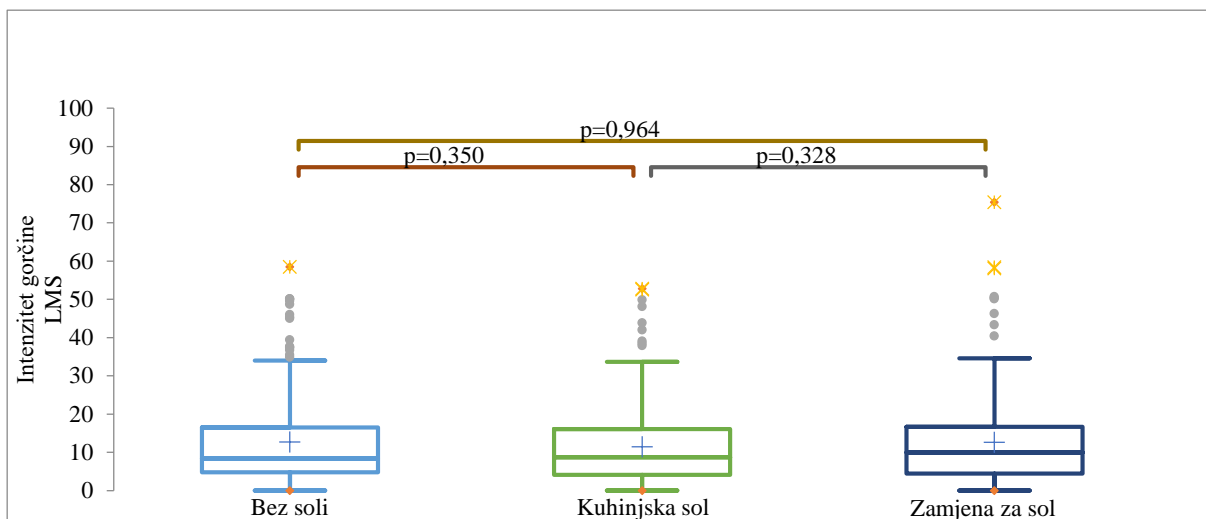 100
90
80
70
60
50
40
30
20
10
0
Intenzitet gorčine
LMS
p=0,964
p=0,350
p=0,328
Bez soli
Kuhinjska sol
Zamjena za sol